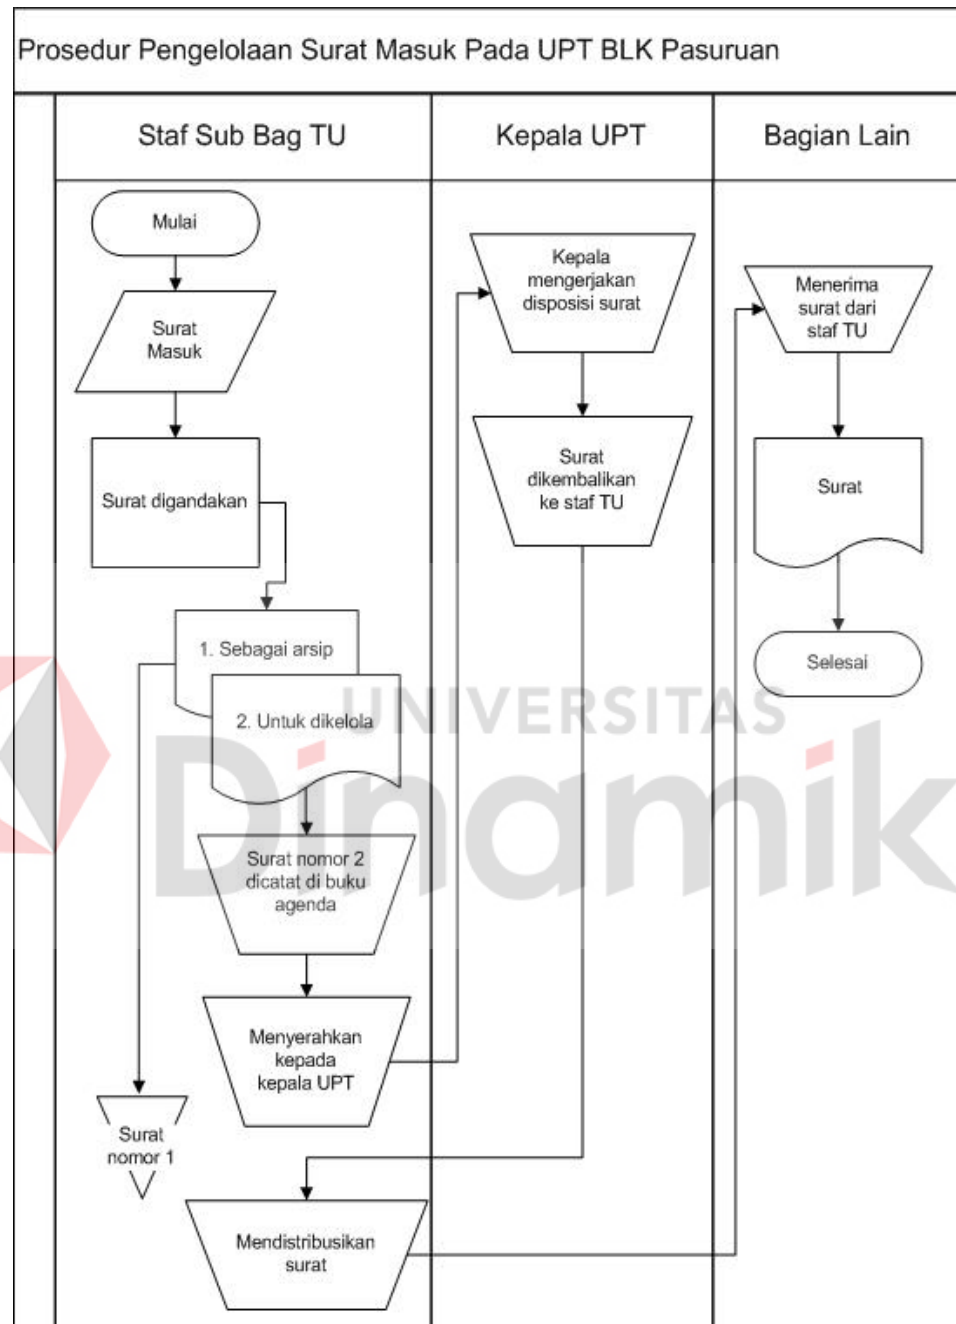 Prosedur Pengelolaan Surat Masuk Pada UPT BLK Pasuruan
Staf Sub Bag TU
Kepala UPT
Bagian Lain
Mulai
Surat
Masuk
Surat digandakan
1. Sebagai arsip
2. Untuk dikelola
Surat nomor 2
dicatat di buku
agenda
Menyerahkan
kepada
kepala UPT
Surat
nomor 1
Mendistribusikan
surat
Kepala
mengerjakan
disposisi surat
Surat
dikembalikan
ke staf TU
Menerima
surat dari
staf TU
Surat
Selesai
UNIVERSITAS
Dinamik